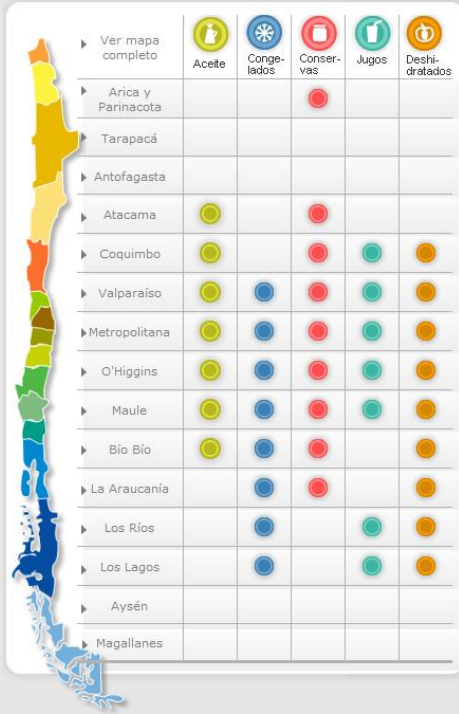 Ver mapa
completo
Aceite
Conge-
lados
Conser-
vas
Jugos
Deshi-
dratados
Arica y
Parinacota
Tarapacá
Antofagasta
Atacama
Coquimbo
Valparaíso
Metropolitana
O'Higgins
Maule
Bío Bío
La Araucanía
Los Ríos
Los Lagos
Aysén
Magallanes